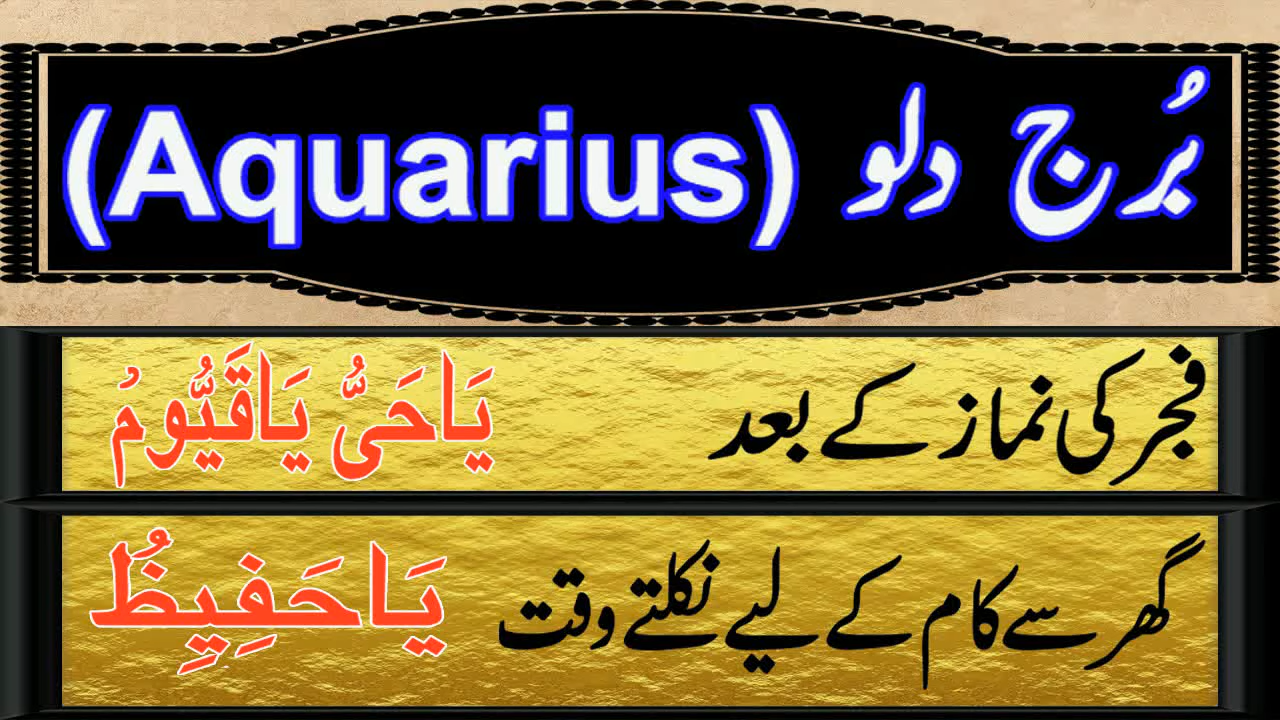 بُرج دلو (Aquarius)
فجر کی نماز کے بعد يَاحَىُّ يَاقَيُّومُ
گھر سے کام کے لیے نکلتے وقت يَاحَفِيِظُ